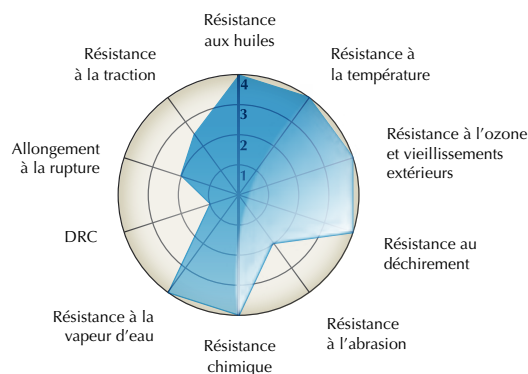 Résistance
aux huiles
Résistance à
la température
Résistance à l’ozone
et vieillissements
extérieurs
Résistance au
déchirement
Résistance
à l’abrasion
Résistance
chimique
Résistance à la
vapeur d’eau
DRC
Allongement
à la rupture
Résistance
à la traction
4
3
2
1